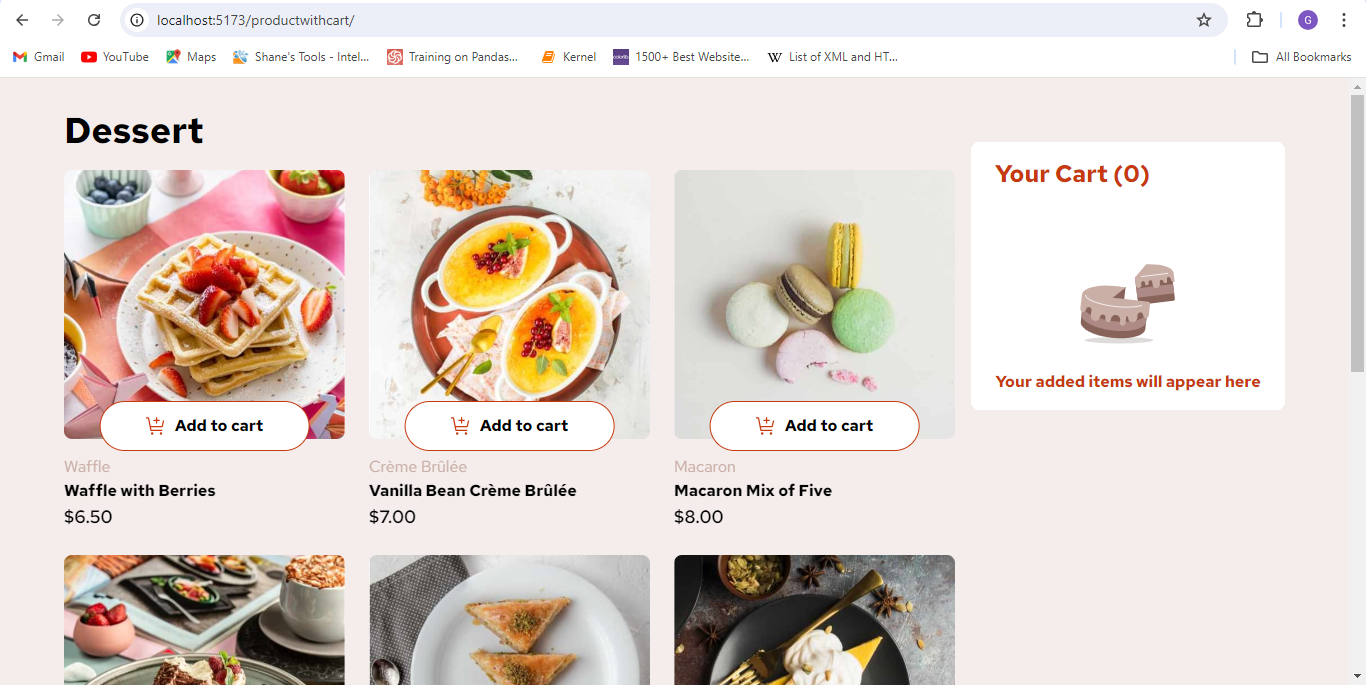 localhost:5173/productwithcart/
G
Gmail
YouTube
Maps
Shane's Tools - Intel...
Training on Pandas...
Kernel
1500+ Best Website...
W
List of XML and HT...
All Bookmarks
Dessert
Your Cart (0)
Your added items will appear here
Add to cart
Add to cart
Add to cart
Waffle
Crème Brûlée
Macaron
Waffle with Berries
Vanilla Bean Crème Brûlée
Macaron Mix of Five
$6.50
$7.00
$8.00